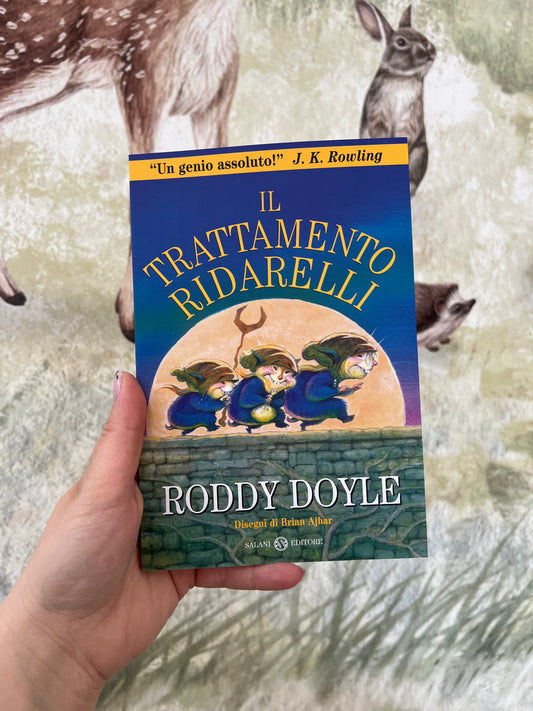 "Un genio assoluto!" J. K. Rowling
IL
TRATTAMENTO
RIDARELLI
RODDY DOYLE
Disegni di Brian Ajhar
SALANI EDITORE